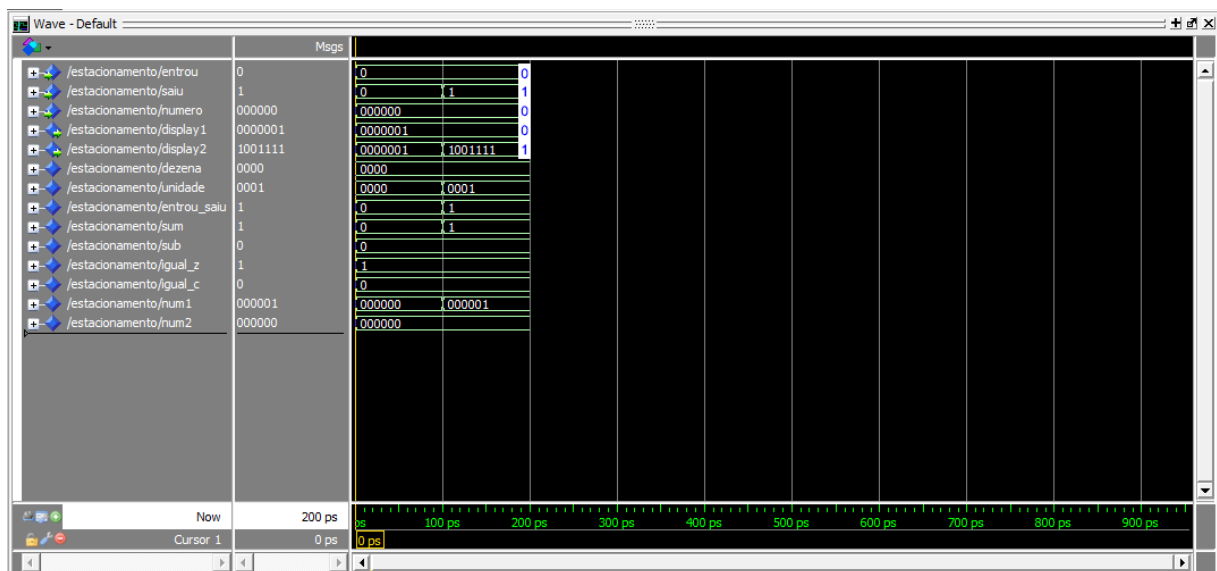 Wave - Default
Msgs
/estacionamento/entrou 0 0 0
/estacionamento/saiu 1 0 1 1
/estacionamento/numero 000000 000000 0
/estacionamento/display1 0000001 0000001 0
/estacionamento/display2 1001111 0000001 1001111 1
/estacionamento/dezena 0000 0000
/estacionamento/unidade 0001 0000 0001
/estacionamento/entrou_saiu 1 0 1
/estacionamento/sum 1 0 1
/estacionamento/sub 0 0
/estacionamento/igual_z 1 1
/estacionamento/igual_c 0 0
/estacionamento/num1 000001 000000 000001
/estacionamento/num2 000000 000000
Now 200 ps ps 100 ps 200 ps 300 ps 400 ps 500 ps 600 ps 700 ps 800 ps 900 ps
Cursor 1 0 ps 0 ps